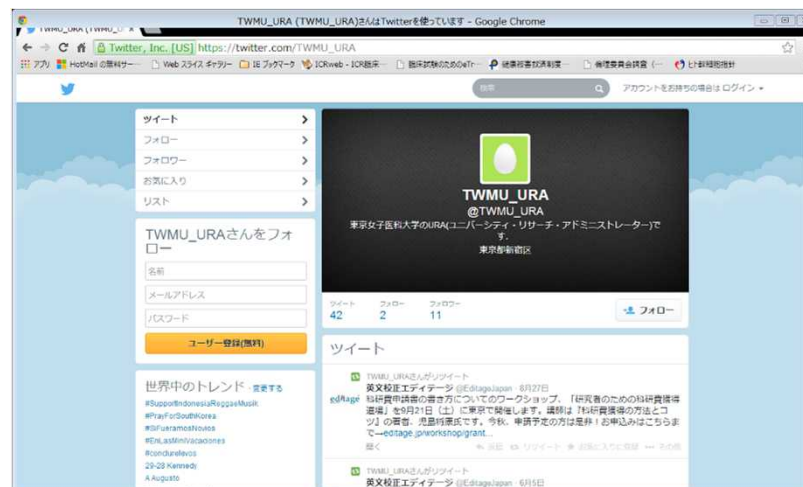 TWMU_URA (TWMU_URA)さんはTwitterを使っています - Google Chrome
Twitter, Inc. [US] https://twitter.com/TWMU_URA
アプリ HotMail の無料サー… Web スライス ギャラリー IE ブックマーク ICRweb - ICR臨床… 臨床試験のためのeTr… 健康被害救済制度… 倫理委員会調査 (… ヒト幹細胞指針
検索
アカウントをお持ちの場合は ログイン
ツイート
フォロー
フォロワー
お気に入り
リスト
TWMU_URAさんをフォ
ロー
名前
メールアドレス
パスワード
ユーザー登録(無料)
世界中のトレンド · 変更する
#SupportIndonesiaReggaeMusik
#PrayForSouthKorea
#SiFueramosNovios
#EnLasMiniVacaciones
#condurelevos
29-28 Kennedy
A Augusto
TWMU_URA
@TWMU_URA
東京女子医科大学のURA(ユニバーシティ・リサーチ・アドミニストレーター)で
す.
東京都新宿区
ツイート フォロー フォロワー
42 2 11
フォロー
ツイート
TWMU_URAさんがリツイート
英文校正エディテージ @EditageJapan · 8月27日
editage
科研費申請書の書き方についてのワークショップ、「研究者のための科研費獲得
道場」を9月21日（土）に東京で開催します。講師は『科研費獲得の方法とコ
ツ』の著者、児島将康氏です。今秋、申請予定の方は是非！お申込みはこちらま
で→editage.jp/workshop/grant…
開く
返信 リツイート お気に入りに登録 その他
TWMU_URAさんがリツイート
英文校正エディテージ @EditageJapan · 6月5日